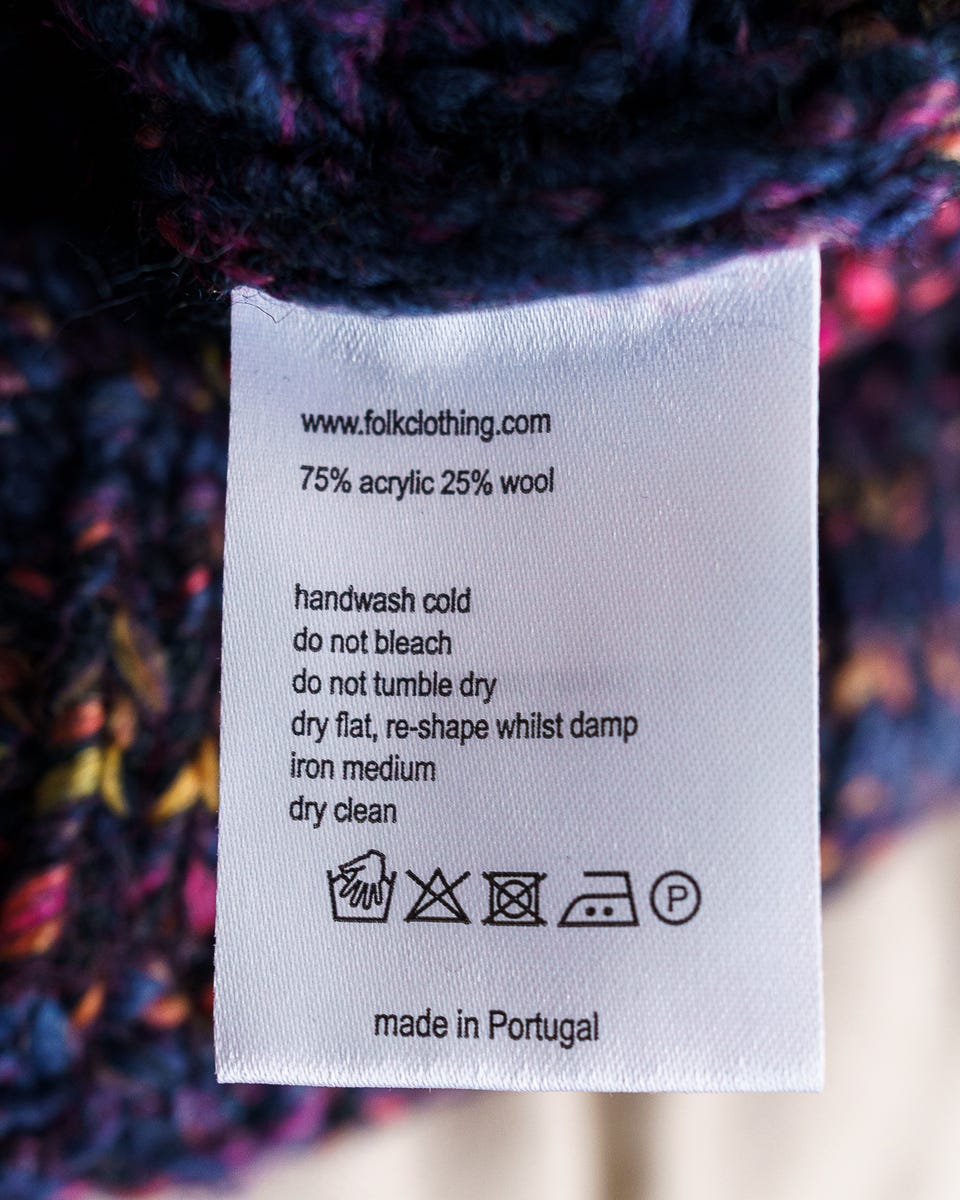 www.folkclothing.com
75% acrylic 25% wool
handwash cold
do not bleach
do not tumble dry
dry flat, re-shape whilst damp
iron medium
dry clean
P
made in Portugal